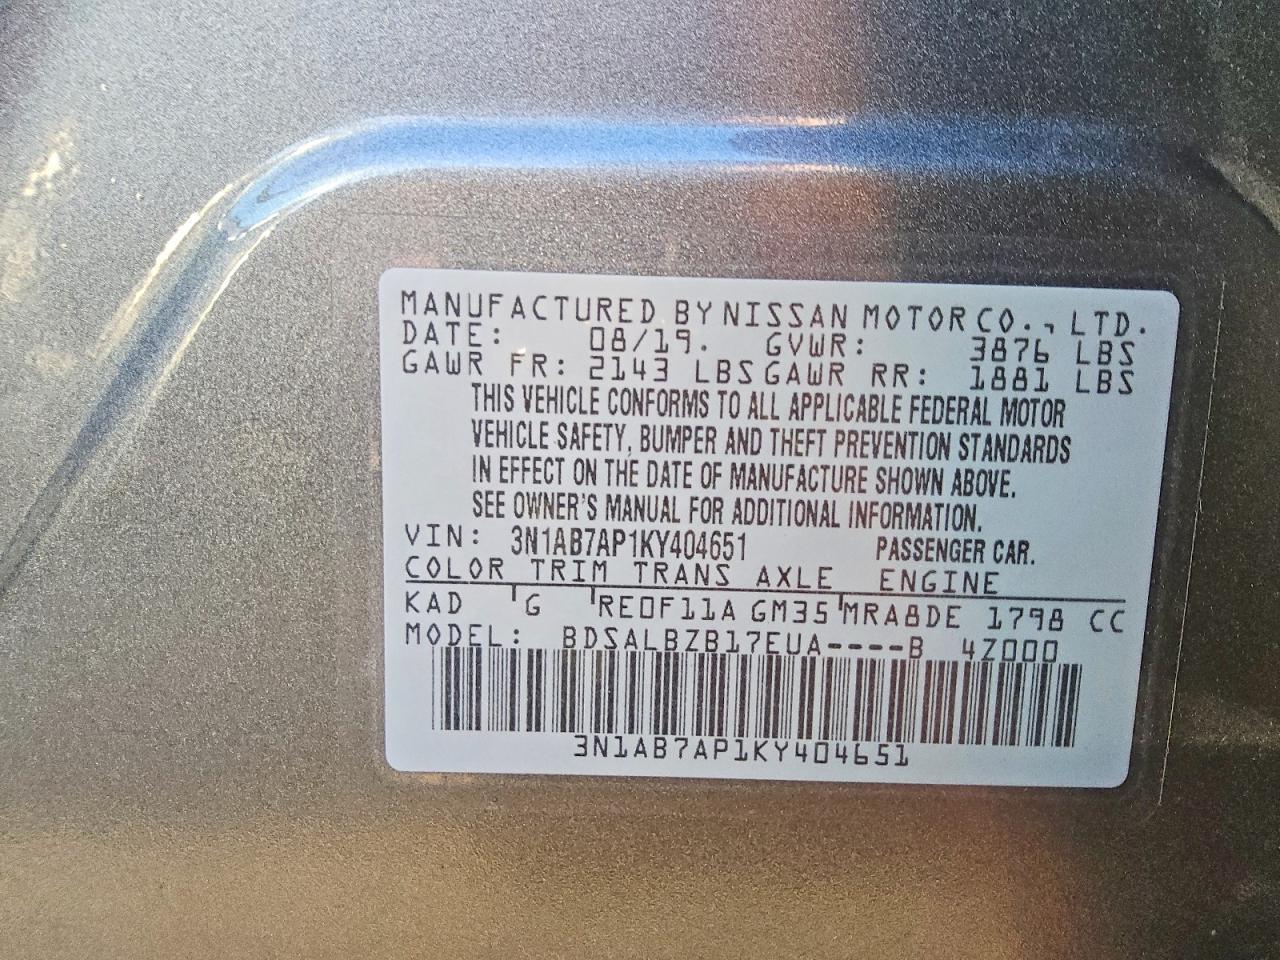 MANUFACTURED BY NISSAN MOTOR CO., LTD.
DATE: 08/19. GVWR: 3876 LBS
GAWR FR: 2143 LBS GAWR RR: 1881 LBS
THIS VEHICLE CONFORMS TO ALL APPLICABLE FEDERAL MOTOR
VEHICLE SAFETY, BUMPER AND THEFT PREVENTION STANDARDS
IN EFFECT ON THE DATE OF MANUFACTURE SHOWN ABOVE.
SEE OWNER'S MANUAL FOR ADDITIONAL INFORMATION.
VIN: 3N1AB7AP1KY404651 PASSENGER CAR.
COLOR TRIM TRANS AXLE ENGINE
KAD G RE0F11A GM35 MRA8DE 1798 CC
MODEL: BDSALBZB17EUA----B 4Z000
3N1AB7AP1KY404651